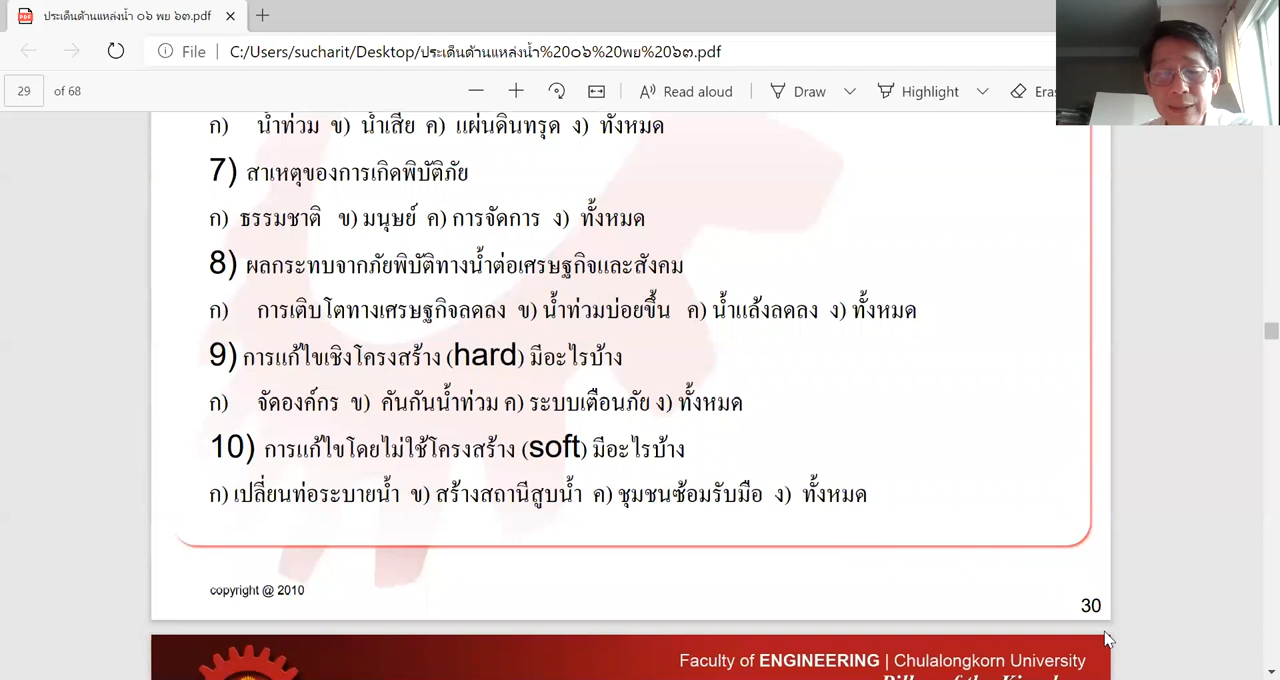 ประเด็นด้านแหล่งน้ำ ๐๖ พย ๖๓.pdf
File C:/Users/sucharit/Desktop/ประเด็นด้านแหล่งน้ำ%20๐๖%20พย%20๖๓.pdf
29 of 68 Read aloud Draw Highlight
ก) น้ำท่วม ข) น้ำเสีย ค) แผ่นดินทรุด ง) ทั้งหมด
7) สาเหตุของการเกิดพิบัติภัย
ก) ธรรมชาติ ข) มนุษย์ ค) การจัดการ ง) ทั้งหมด
8) ผลกระทบจากภัยพิบัติทางน้ำต่อเศรษฐกิจและสังคม
ก) การเติบโตทางเศรษฐกิจลดลง ข) น้ำท่วมบ่อยขึ้น ค) น้ำแล้งลดลง ง) ทั้งหมด
9) การแก้ไขเชิงโครงสร้าง (hard) มีอะไรบ้าง
ก) จัดองค์กร ข) คันกันน้ำท่วม ค) ระบบเตือนภัย ง) ทั้งหมด
10) การแก้ไขโดยไม่ใช้โครงสร้าง (soft) มีอะไรบ้าง
ก) เปลี่ยนท่อระบายน้ำ ข) สร้างสถานีสูบน้ำ ค) ชุมชนซ้อมรับมือ ง) ทั้งหมด
copyright @ 2010
30
Faculty of ENGINEERING | Chulalongkorn University